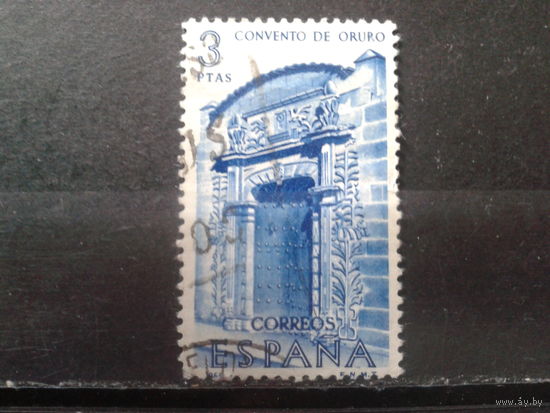 3 CONVENTO DE ORURO
PTAS
CORREOS
ESPAÑA
F.N.M.T.
www.ay.by